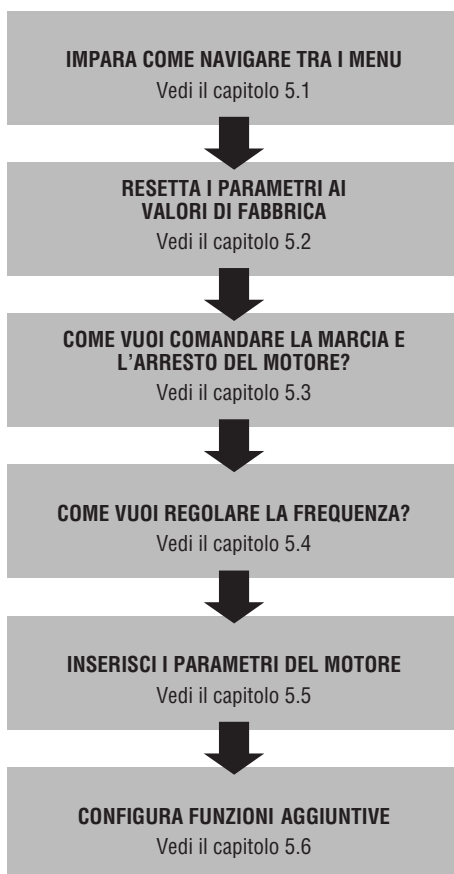 IMPARA COME NAVIGARE TRA I MENU
Vedi il capitolo 5.1
RESETTA I PARAMETRI AI
VALORI DI FABBRICA
Vedi il capitolo 5.2
COME VUOI COMANDARE LA MARCIA E
L'ARRESTO DEL MOTORE?
Vedi il capitolo 5.3
COME VUOI REGOLARE LA FREQUENZA?
Vedi il capitolo 5.4
INSERISCI I PARAMETRI DEL MOTORE
Vedi il capitolo 5.5
CONFIGURA FUNZIONI AGGIUNTIVE
Vedi il capitolo 5.6